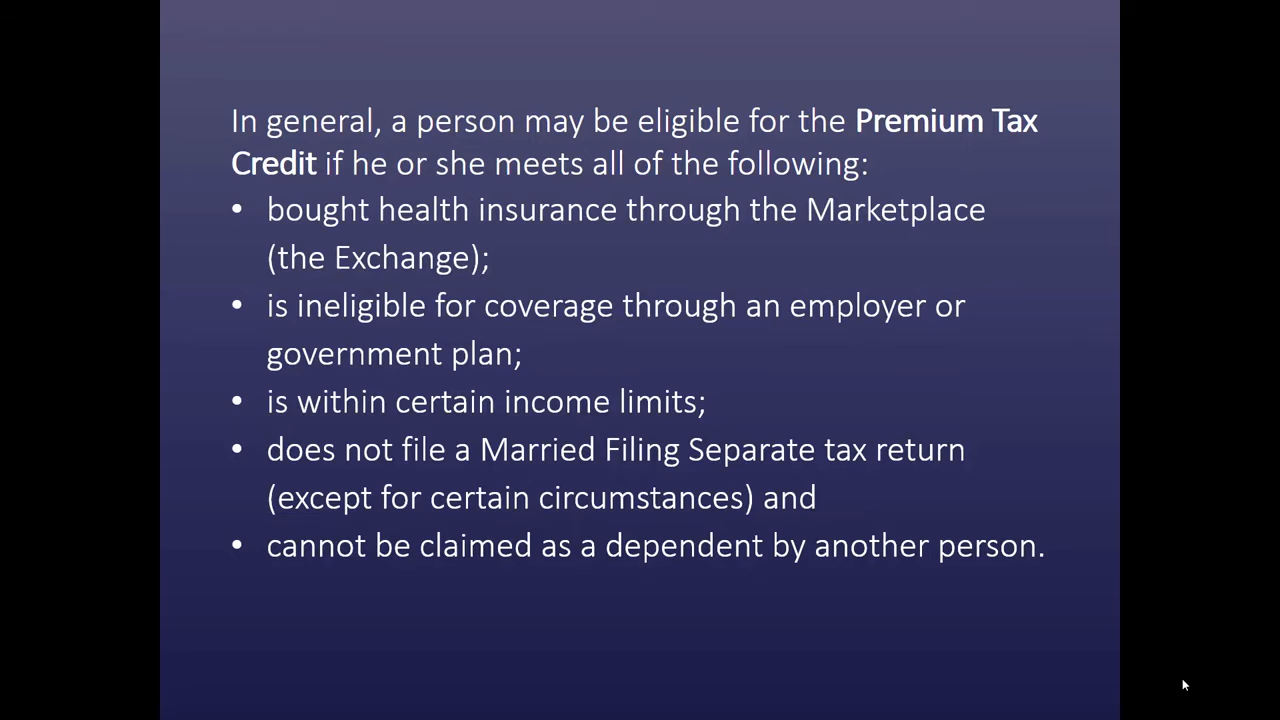 In general, a person may be eligible for the Premium Tax
Credit if he or she meets all of the following:
• bought health insurance through the Marketplace
(the Exchange);
• is ineligible for coverage through an employer or
government plan;
• is within certain income limits;
• does not file a Married Filing Separate tax return
(except for certain circumstances) and
• cannot be claimed as a dependent by another person.